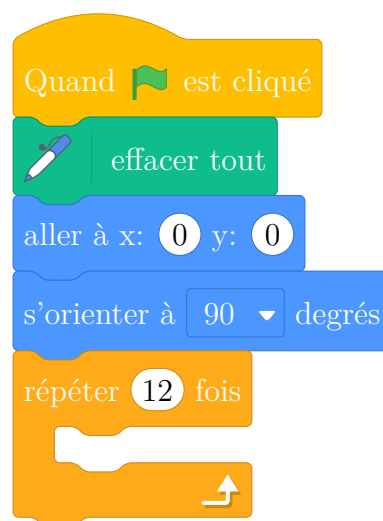 Quand est cliqué
effacer tout
aller à x: 0 y: 0
s'orienter à 90 degrés
répéter 12 fois